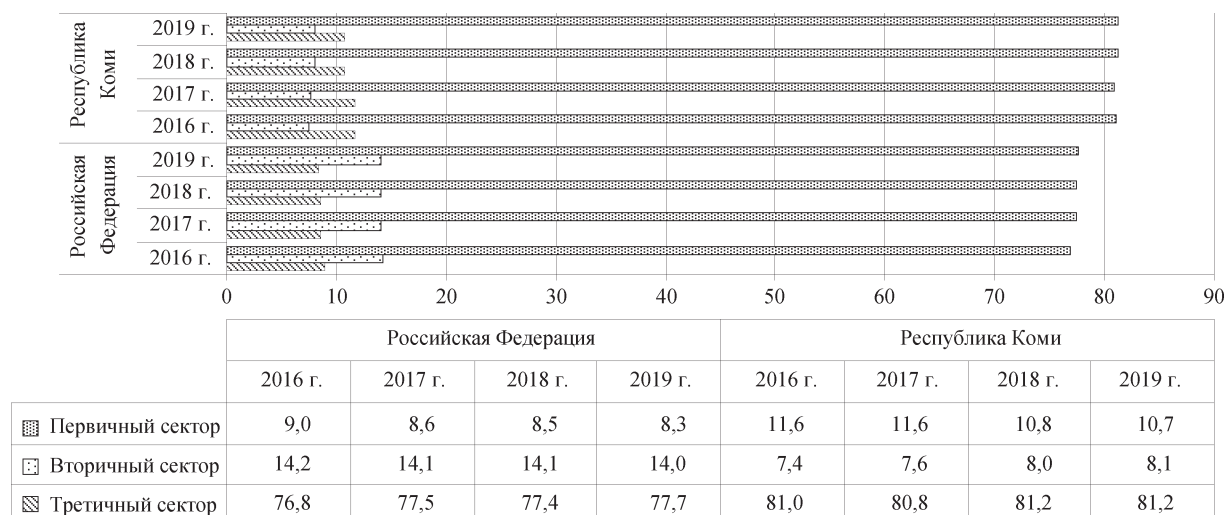 Республика
Коми
2019 г.
2018 г.
2017 г.
2016 г.
Российская
Федерация
2019 г.
2018 г.
2017 г.
2016 г.
0 10 20 30 40 50 60 70 80 90
Российская Федерация Республика Коми
2016 г. 2017 г. 2018 г. 2019 г. 2016 г. 2017 г. 2018 г. 2019 г.
Первичный сектор 9,0 8,6 8,5 8,3 11,6 11,6 10,8 10,7
Вторичный сектор 14,2 14,1 14,1 14,0 7,4 7,6 8,0 8,1
Третичный сектор 76,8 77,5 77,4 77,7 81,0 80,8 81,2 81,2